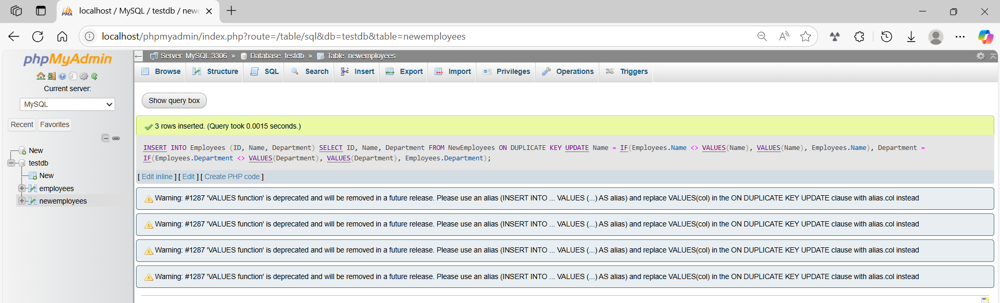 localhost / MySQL / testdb / newe
localhost/phpmyadmin/index.php?route=/table/sql&db=testdb&table=newemployees
phpMyAdmin
Current server:
MySQL
Recent Favorites
New
testdb
New
employees
newemployees
Server: MySQL:3306 » Database: testdb » Table: newemployees
Browse Structure SQL Search Insert Export Import Privileges Operations Triggers
Show query box
3 rows inserted. (Query took 0.0015 seconds.)
INSERT INTO Employees (ID, Name, Department) SELECT ID, Name, Department FROM NewEmployees ON DUPLICATE KEY UPDATE Name = IF(Employees.Name <> VALUES(Name), VALUES(Name), Employees.Name), Department =
IF(Employees.Department <> VALUES(Department), VALUES(Department), Employees.Department);
[ Edit inline ] [ Edit ] [ Create PHP code ]
Warning: #1287 'VALUES function' is deprecated and will be removed in a future release. Please use an alias (INSERT INTO ... VALUES (...) AS alias) and replace VALUES(col) in the ON DUPLICATE KEY UPDATE clause with alias.col instead
Warning: #1287 'VALUES function' is deprecated and will be removed in a future release. Please use an alias (INSERT INTO ... VALUES (...) AS alias) and replace VALUES(col) in the ON DUPLICATE KEY UPDATE clause with alias.col instead
Warning: #1287 'VALUES function' is deprecated and will be removed in a future release. Please use an alias (INSERT INTO ... VALUES (...) AS alias) and replace VALUES(col) in the ON DUPLICATE KEY UPDATE clause with alias.col instead
Warning: #1287 'VALUES function' is deprecated and will be removed in a future release. Please use an alias (INSERT INTO ... VALUES (...) AS alias) and replace VALUES(col) in the ON DUPLICATE KEY UPDATE clause with alias.col instead